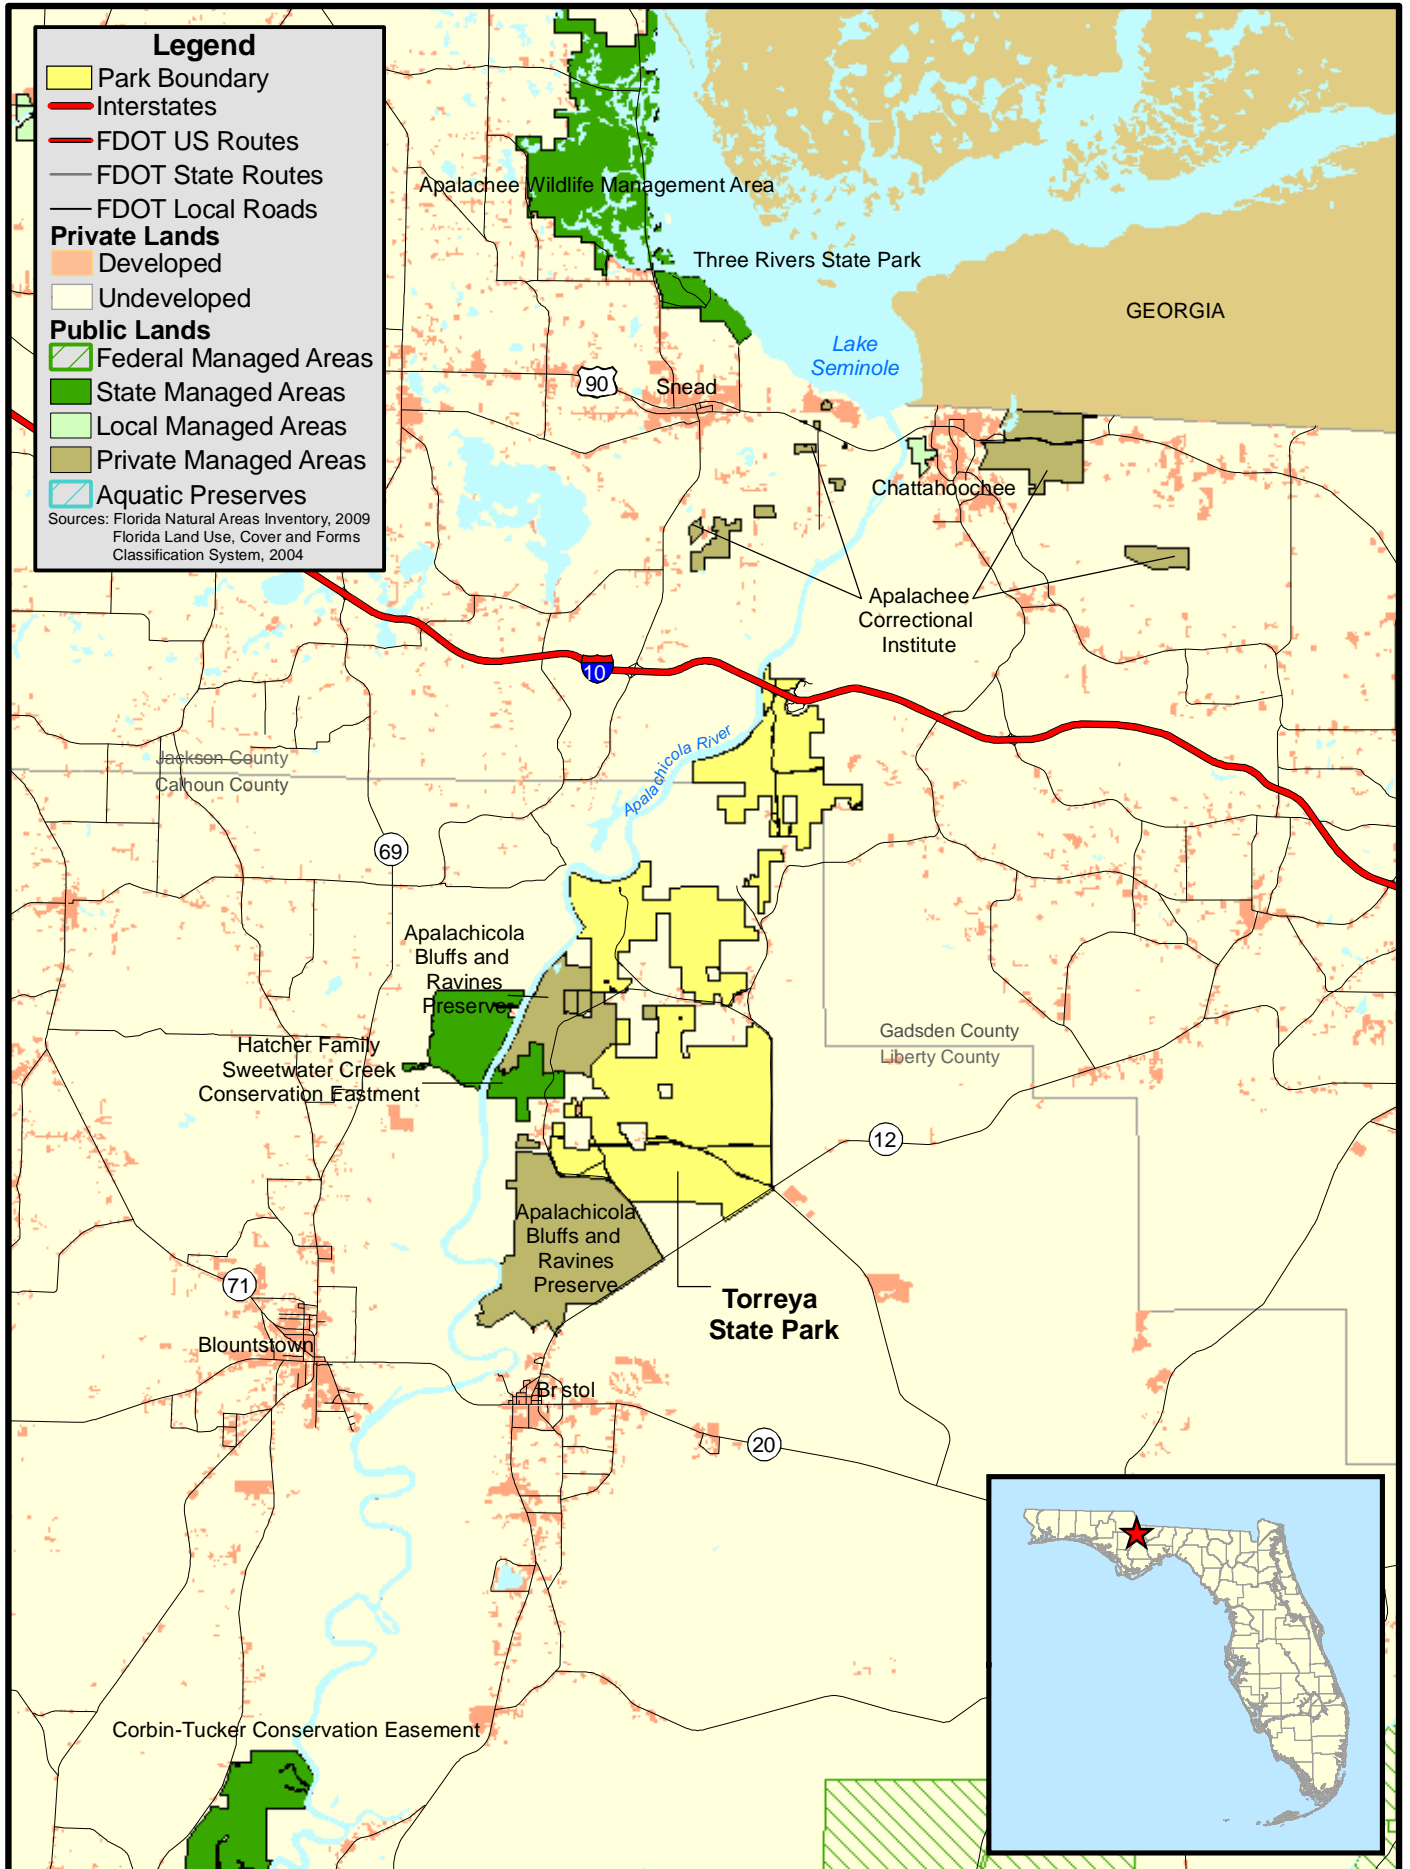 Legend
Park Boundary
Interstates
FDOT US Routes
FDOT State Routes
FDOT Local Roads
Private Lands
Developed
Undeveloped
Public Lands
Federal Managed Areas
State Managed Areas
Local Managed Areas
Private Managed Areas
Aquatic Preserves
Sources: Florida Natural Areas Inventory, 2009
Florida Land Use, Cover and Forms
Classification System, 2004
Apalachee Wildlife Management Area
Three Rivers State Park
GEORGIA
Lake
Seminole
90
Snead
Chattahoochee
Apalachee
Correctional
Institute
10
Apalachicola River
Jackson County
Calhoun County
69
Apalachicola
Bluffs and
Ravines
Preserve
Gadsden County
Liberty County
Hatcher Family
Sweetwater Creek
Conservation Eastment
12
Apalachicola
Bluffs and
Ravines
Preserve
71
Torreya
State Park
Blountstown
Br stol
20
Corbin-Tucker Conservation Easement